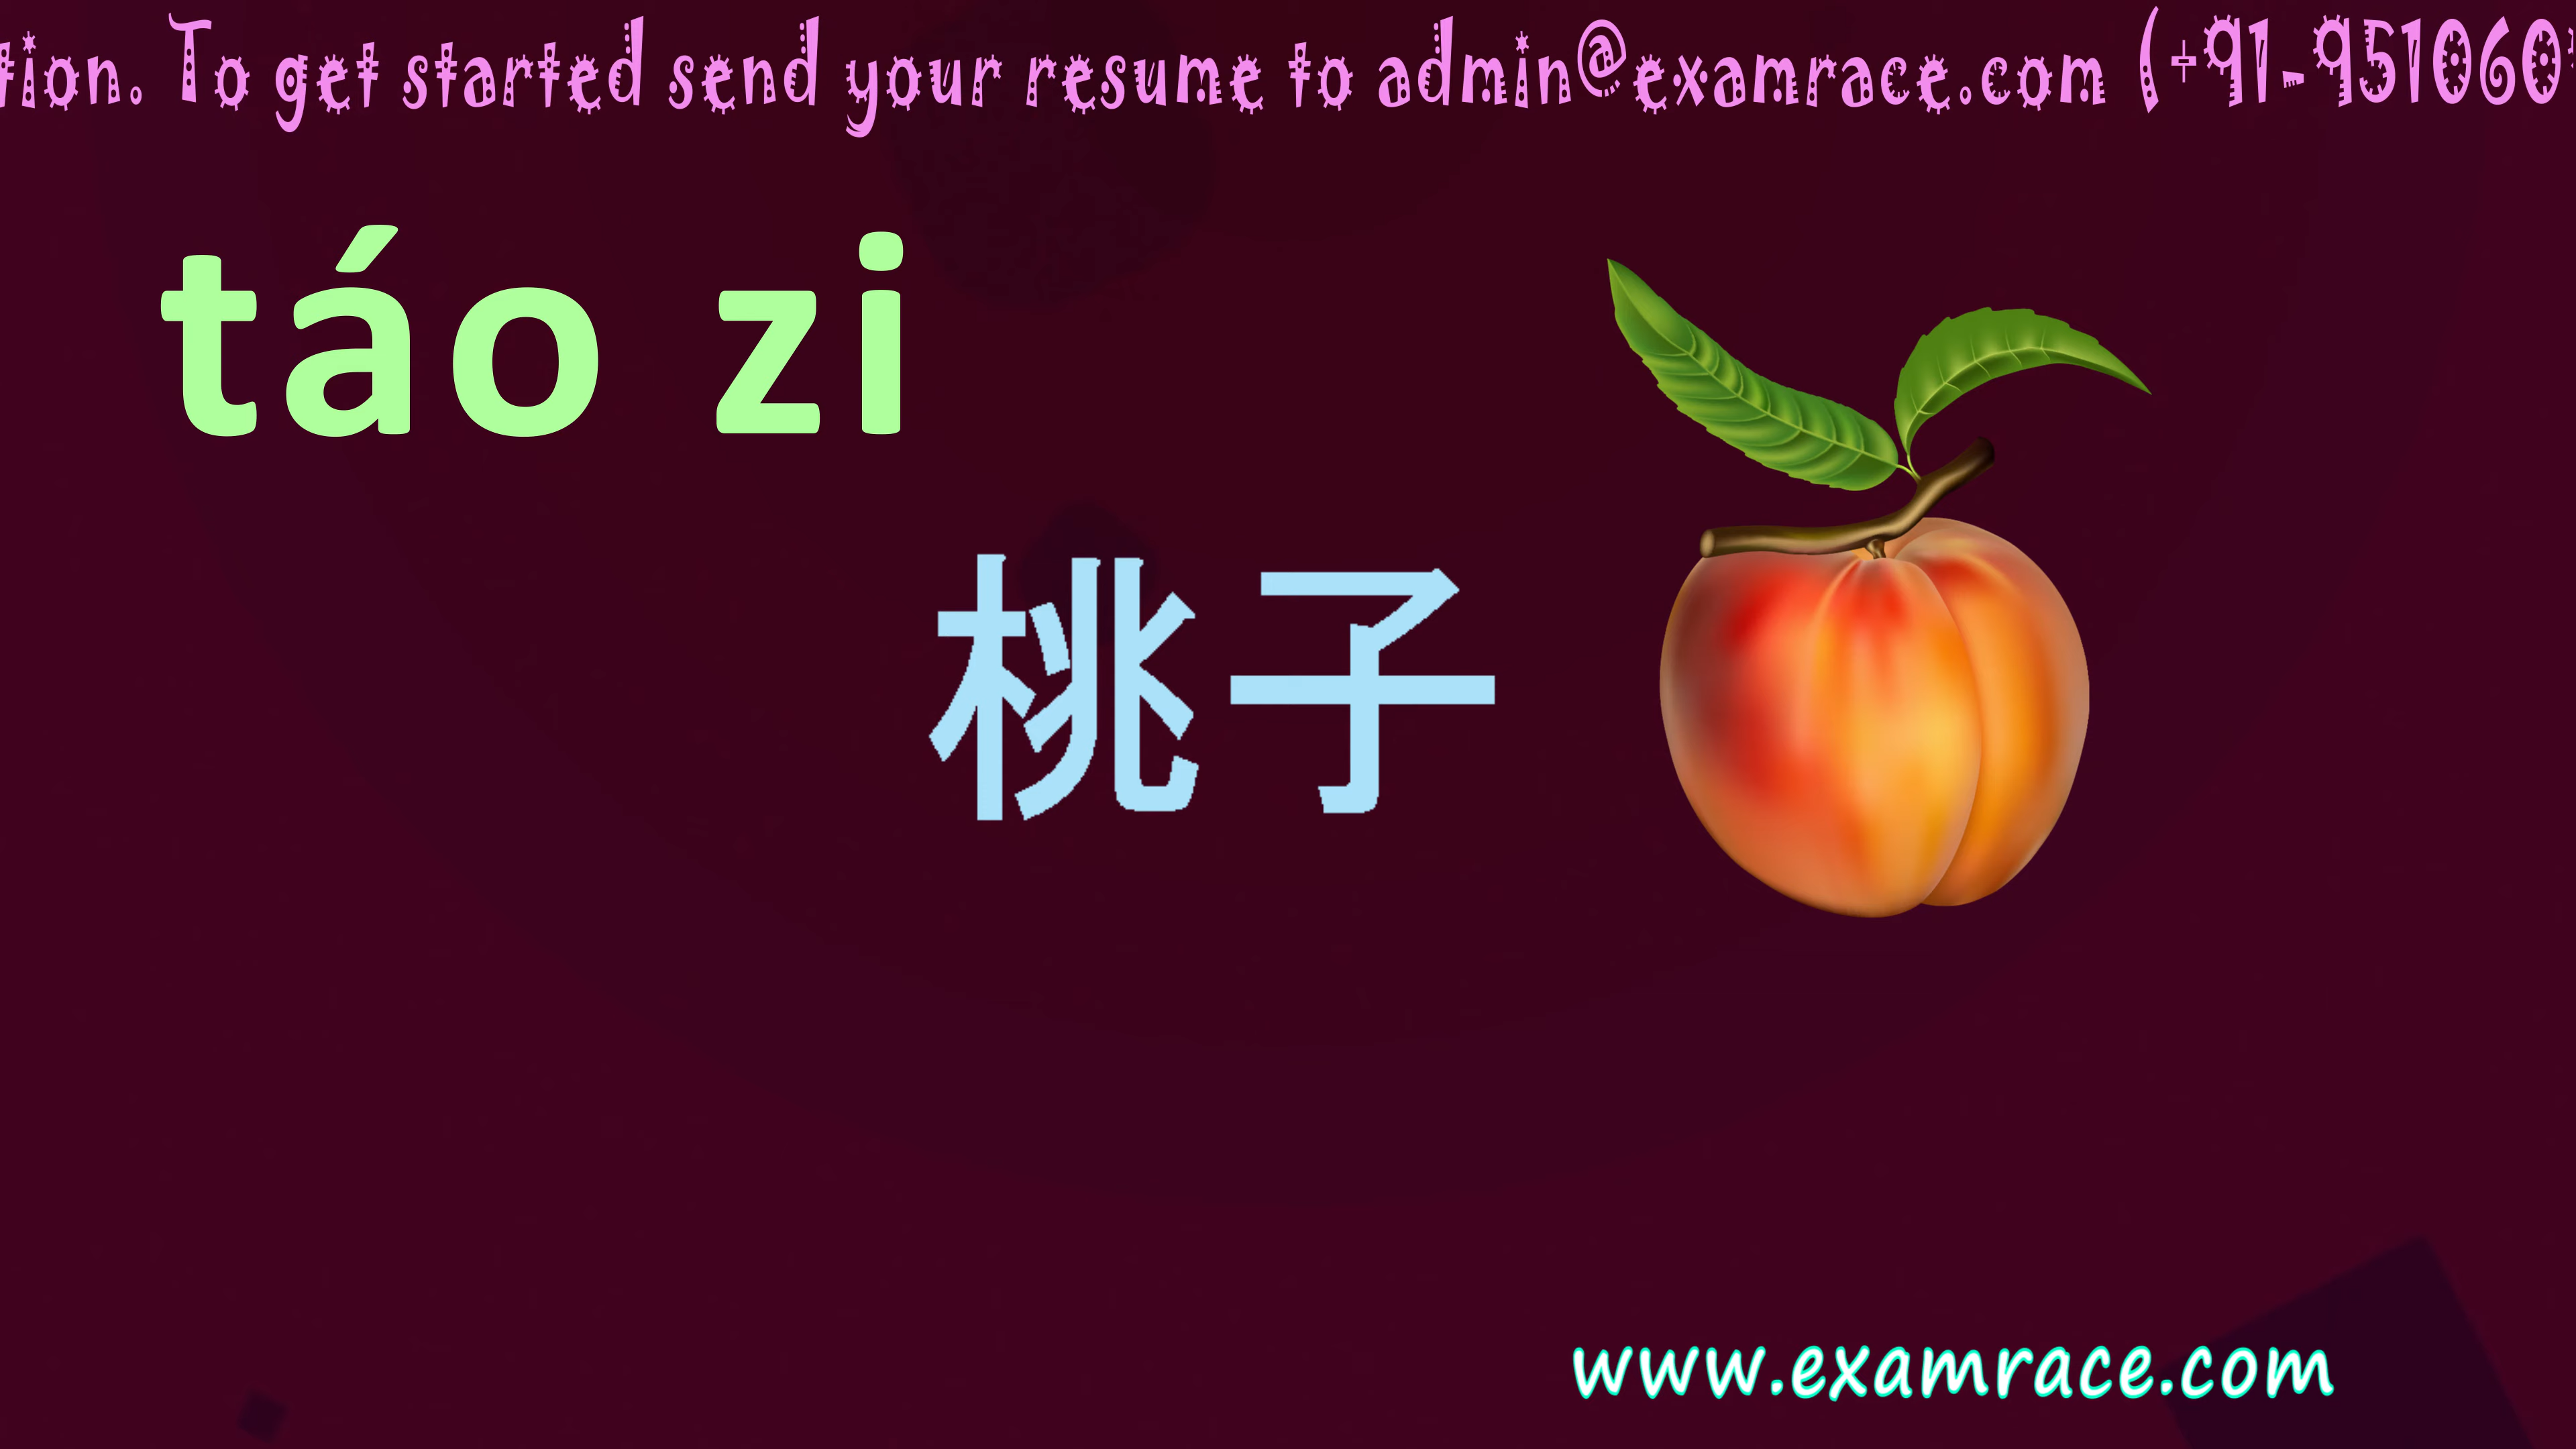 tion. To get started send your resume to admin@examrace.com (+91-951060
táo zi
桃子
www.examrace.com